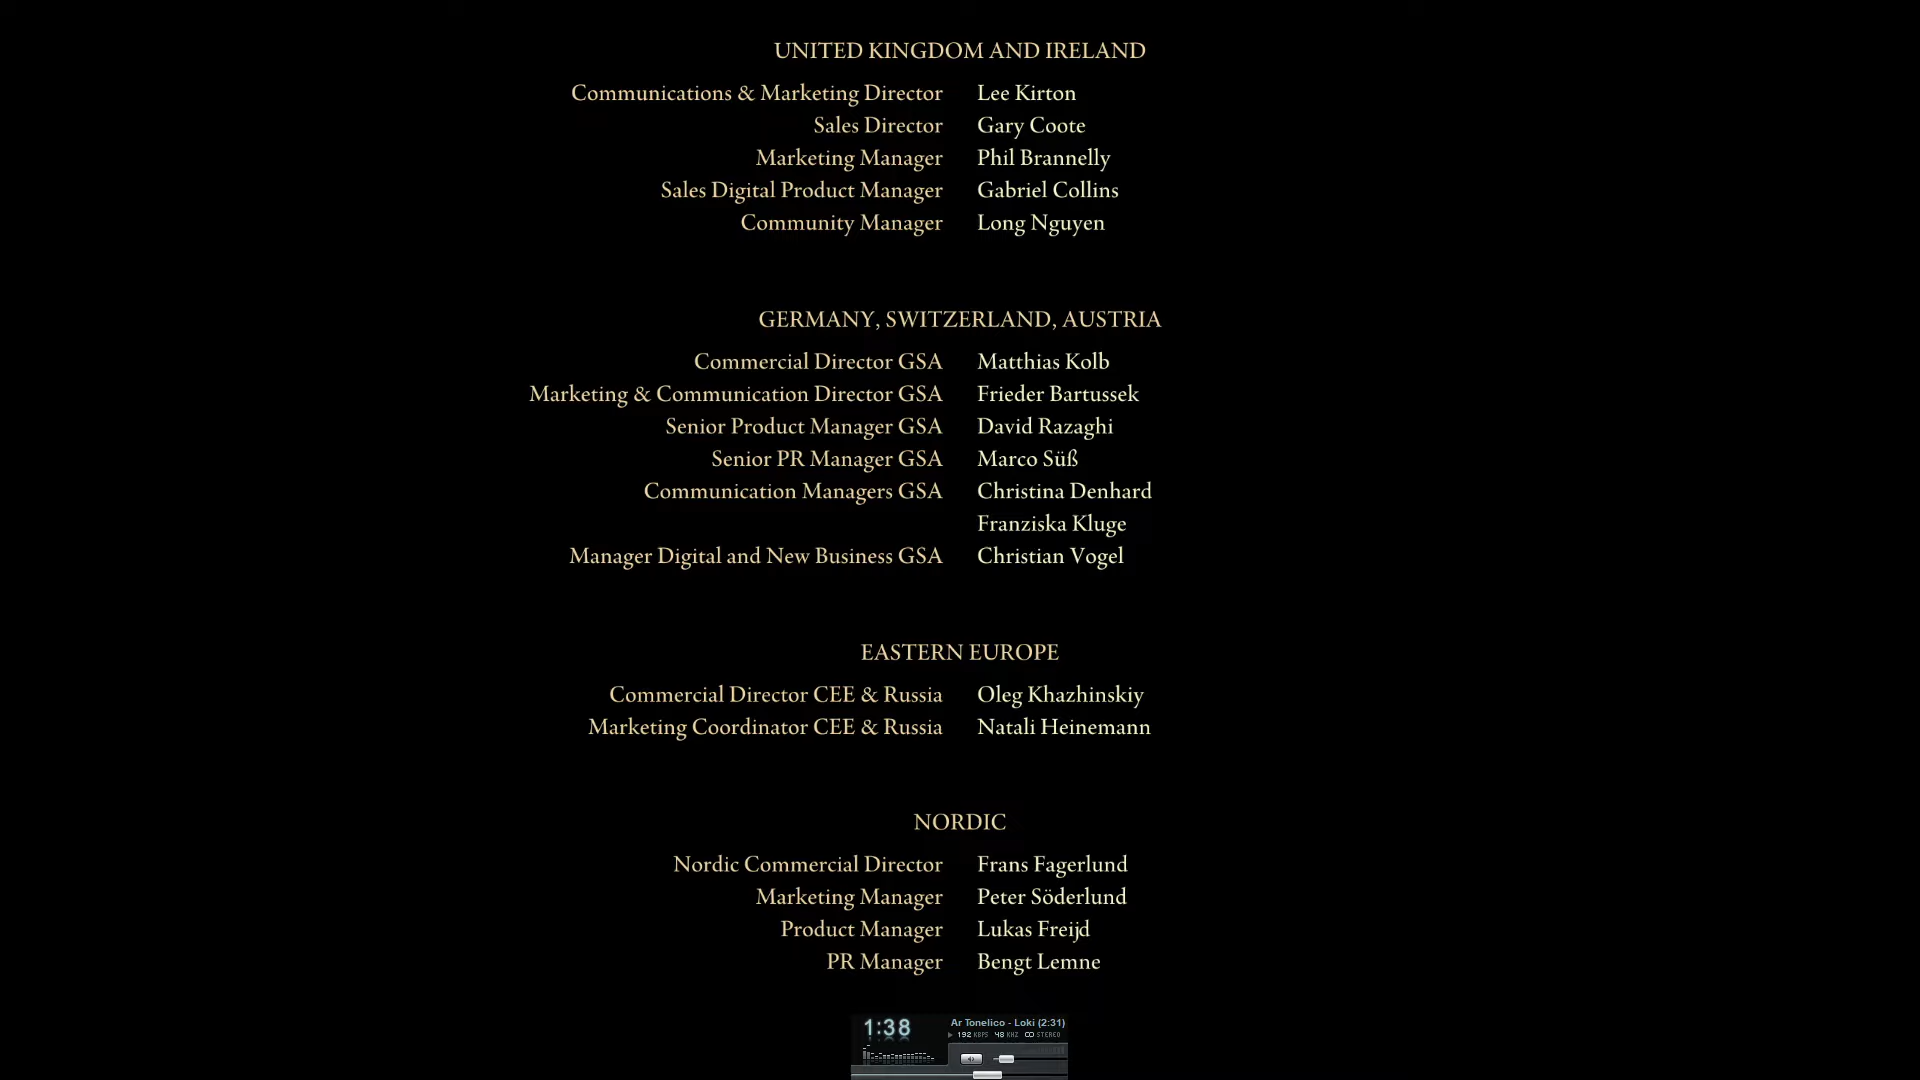 UNITED KINGDOM AND IRELAND
Communications & Marketing Director Lee Kirton
Sales Director Gary Coote
Marketing Manager Phil Brannelly
Sales Digital Product Manager Gabriel Collins
Community Manager Long Nguyen
GERMANY, SWITZERLAND, AUSTRIA
Commercial Director GSA Matthias Kolb
Marketing & Communication Director GSA Frieder Bartussek
Senior Product Manager GSA David Razaghi
Senior PR Manager GSA Marco Süß
Communication Managers GSA Christina Denhard
Franziska Kluge
Manager Digital and New Business GSA Christian Vogel
EASTERN EUROPE
Commercial Director CEE & Russia Oleg Khazhinskiy
Marketing Coordinator CEE & Russia Natali Heinemann
NORDIC
Nordic Commercial Director Frans Fagerlund
Marketing Manager Peter Söderlund
Product Manager Lukas Freijd
PR Manager Bengt Lemne
1:38 Ar Tonelico - Loki (2:31)
192 KBPS 48 KHZ STEREO